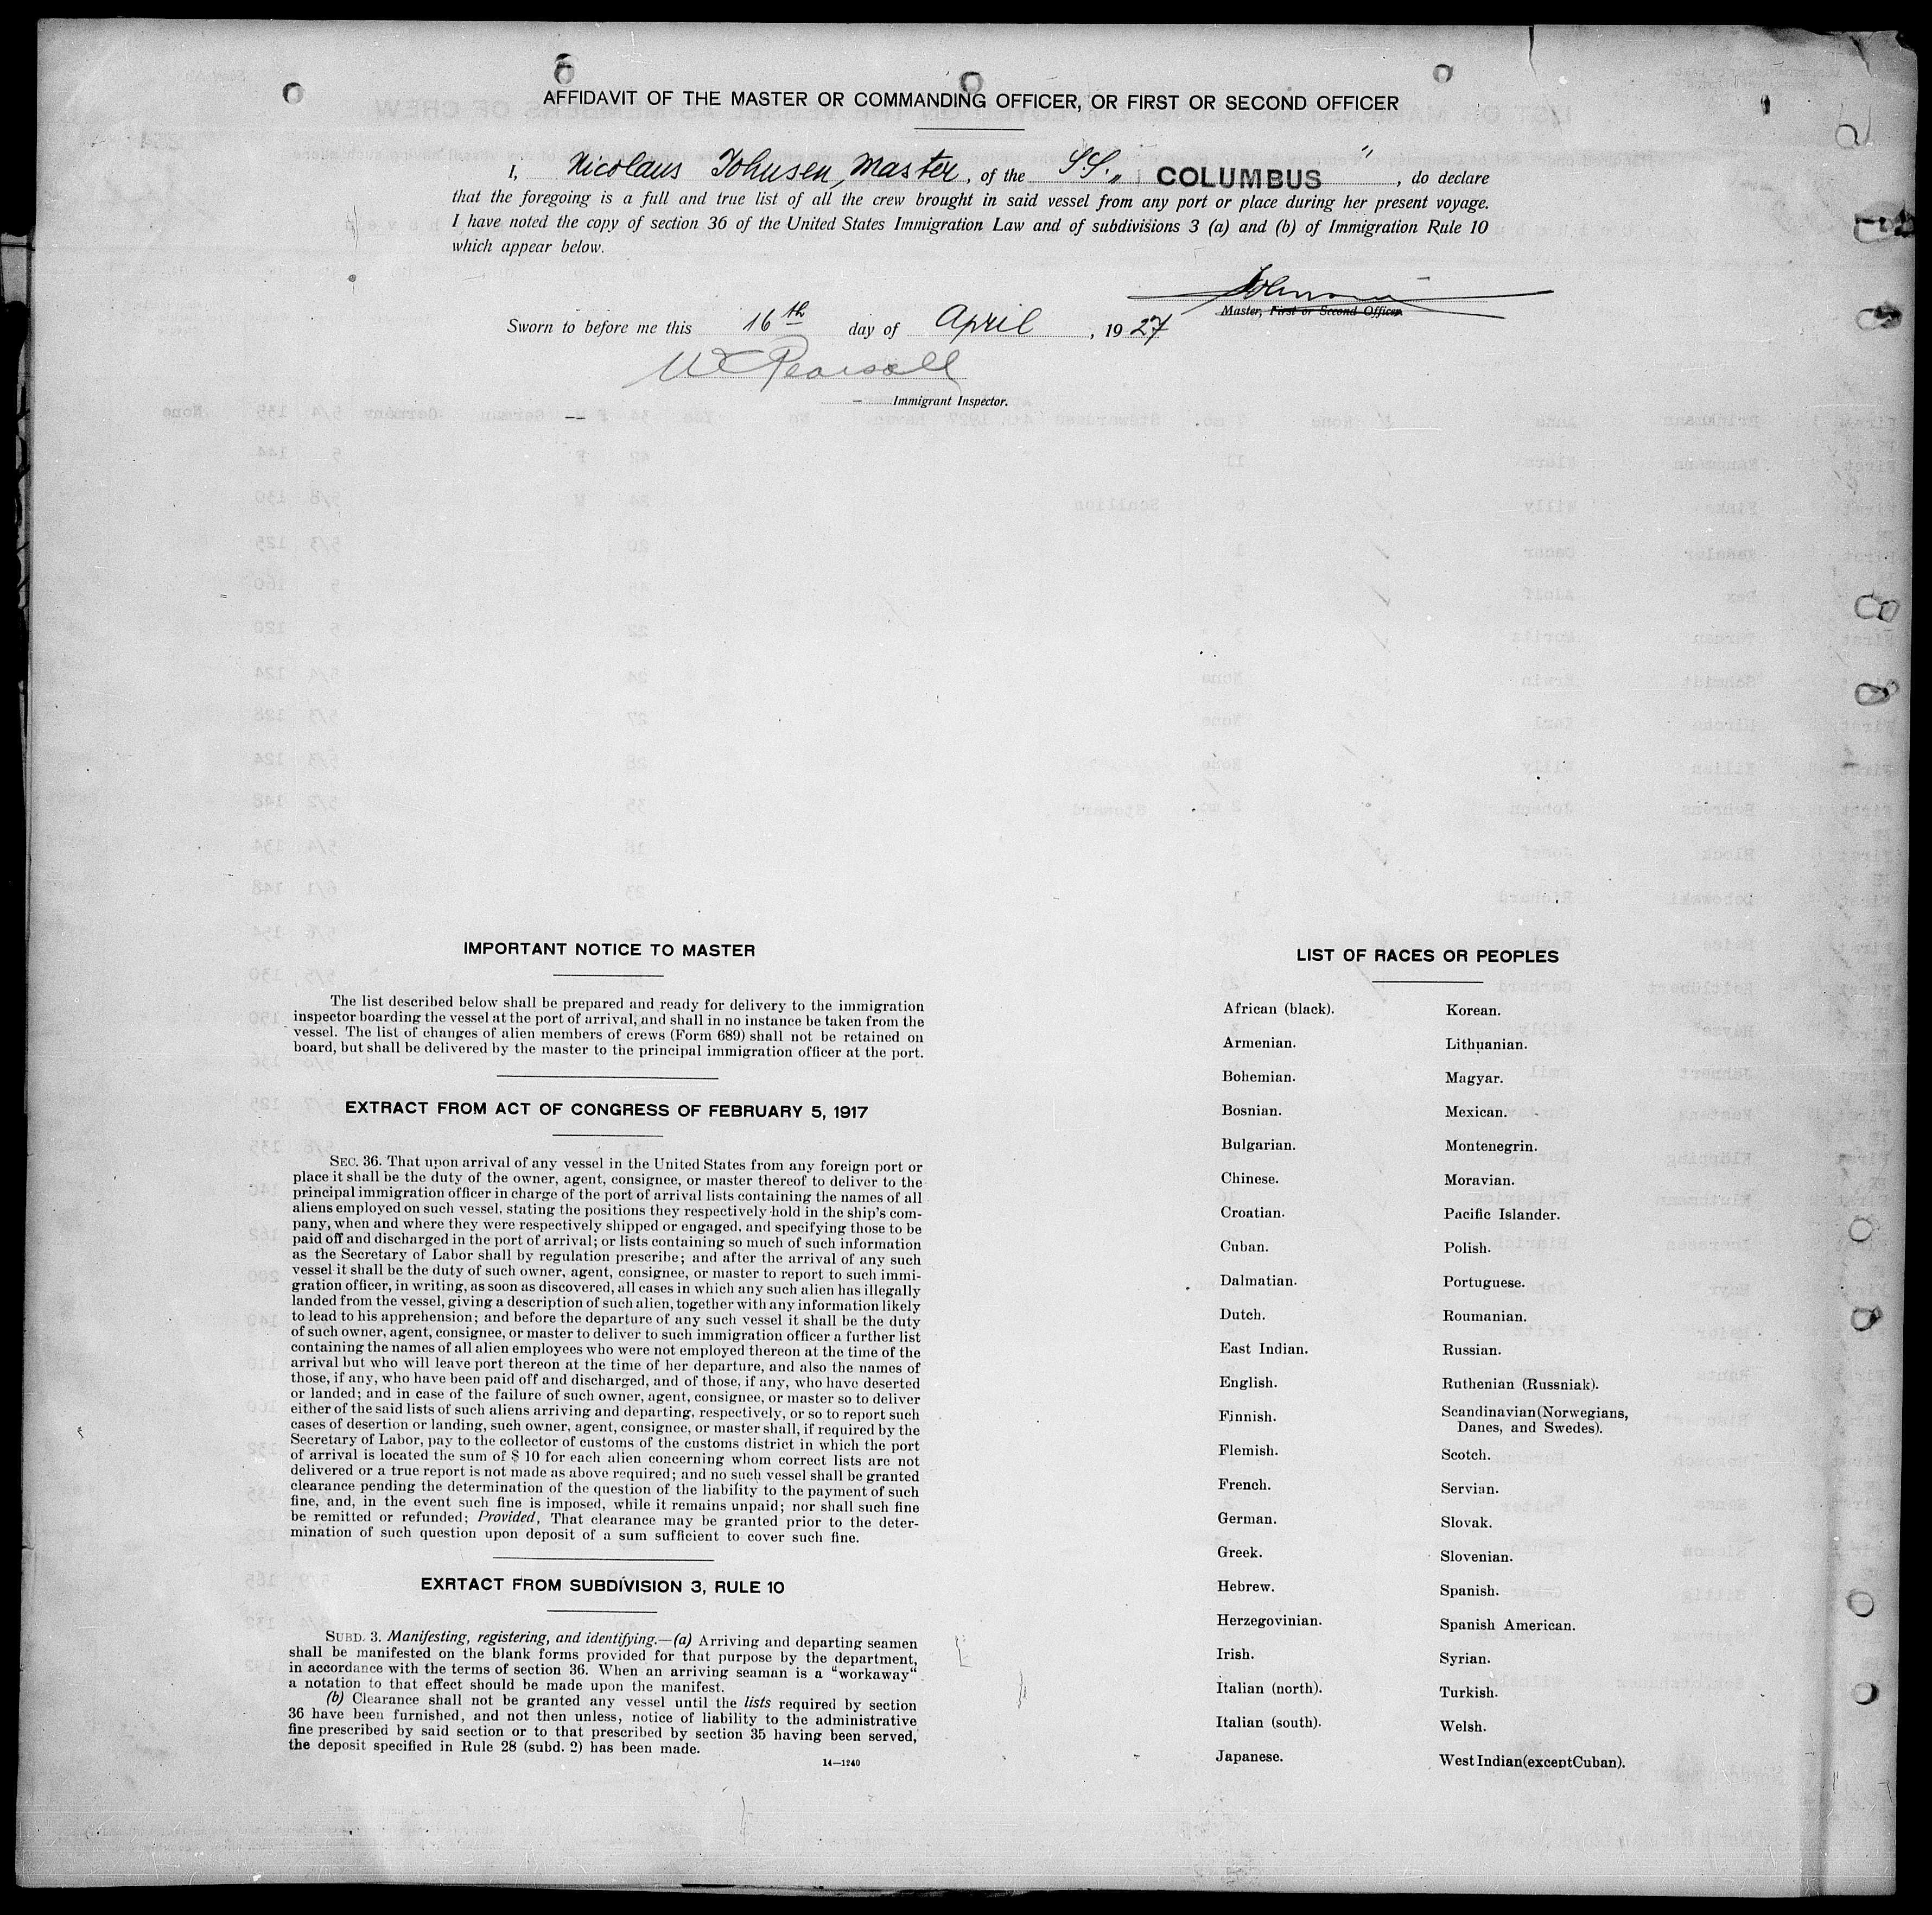 AFFIDAVIT OF THE MASTER OR COMMANDING OFFICER, OR FIRST OR SECOND OFFICER
I, Nicolaus Johnsen, Master, of the S.S. „ COLUMBUS ", do declare
that the foregoing is a full and true list of all the crew brought in said vessel from any port or place during her present voyage.
I have noted the copy of section 36 of the United States Immigration Law and of subdivisions 3 (a) and (b) of Immigration Rule 10
which appear below.
Johnsen
Master, First or Second Officer.
Sworn to before me this 16th day of April, 1927
W Pearsall
Immigrant Inspector.
IMPORTANT NOTICE TO MASTER
The list described below shall be prepared and ready for delivery to the immigration
inspector boarding the vessel at the port of arrival, and shall in no instance be taken from the
vessel. The list of changes of alien members of crews (Form 689) shall not be retained on
board, but shall be delivered by the master to the principal immigration officer at the port.
EXTRACT FROM ACT OF CONGRESS OF FEBRUARY 5, 1917
SEC. 36. That upon arrival of any vessel in the United States from any foreign port or
place it shall be the duty of the owner, agent, consignee, or master thereof to deliver to the
principal immigration officer in charge of the port of arrival lists containing the names of all
aliens employed on such vessel, stating the positions they respectively hold in the ship's com-
pany, when and where they were respectively shipped or engaged, and specifying those to be
paid off and discharged in the port of arrival; or lists containing so much of such information
as the Secretary of Labor shall by regulation prescribe; and after the arrival of any such
vessel it shall be the duty of such owner, agent, consignee, or master to report to such immi-
gration officer, in writing, as soon as discovered, all cases in which any such alien has illegally
landed from the vessel, giving a description of such alien, together with any information likely
to lead to his apprehension; and before the departure of any such vessel it shall be the duty
of such owner, agent, consignee, or master to deliver to such immigration officer a further list
containing the names of all alien employees who were not employed thereon at the time of the
arrival but who will leave port thereon at the time of her departure, and also the names of
those, if any, who have been paid off and discharged, and of those, if any, who have deserted
or landed; and in case of the failure of such owner, agent, consignee, or master so to deliver
either of the said lists of such aliens arriving and departing, respectively, or so to report such
cases of desertion or landing, such owner, agent, consignee, or master shall, if required by the
Secretary of Labor, pay to the collector of customs of the customs district in which the port
of arrival is located the sum of $ 10 for each alien concerning whom correct lists are not
delivered or a true report is not made as above required; and no such vessel shall be granted
clearance pending the determination of the question of the liability to the payment of such
fine, and, in the event such fine is imposed, while it remains unpaid; nor shall such fine
be remitted or refunded; Provided, That clearance may be granted prior to the deter-
mination of such question upon deposit of a sum sufficient to cover such fine.
EXRTACT FROM SUBDIVISION 3, RULE 10
SUBD. 3. Manifesting, registering, and identifying.—(a) Arriving and departing seamen
shall be manifested on the blank forms provided for that purpose by the department,
in accordance with the terms of section 36. When an arriving seaman is a “workaway“
a notation to that effect should be made upon the manifest.
(b) Clearance shall not be granted any vessel until the lists required by section
36 have been furnished, and not then unless, notice of liability to the administrative
fine prescribed by said section or to that prescribed by section 35 having been served,
the deposit specified in Rule 28 (subd. 2) has been made.
14—1240
LIST OF RACES OR PEOPLES
African (black).
Armenian.
Bohemian.
Bosnian.
Bulgarian.
Chinese.
Croatian.
Cuban.
Dalmatian.
Dutch.
East Indian.
English.
Finnish.
Flemish.
French.
German.
Greek.
Hebrew.
Herzegovinian.
Irish.
Italian (north).
Italian (south).
Japanese.
Korean.
Lithuanian.
Magyar.
Mexican.
Montenegrin.
Moravian.
Pacific Islander.
Polish.
Portuguese.
Roumanian.
Russian.
Ruthenian (Russniak).
Scandinavian (Norwegians,
Danes, and Swedes).
Scotch.
Servian.
Slovak.
Slovenian.
Spanish.
Spanish American.
Syrian.
Turkish.
Welsh.
West Indian (except Cuban).